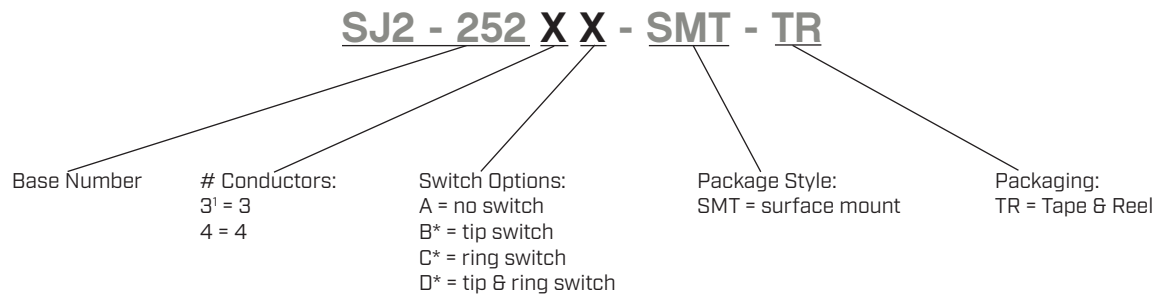 SJ2 - 252 X X - SMT - TR
Base Number
# Conductors:
3¹ = 3
4 = 4
Switch Options:
A = no switch
B* = tip switch
C* = ring switch
D* = tip & ring switch
Package Style:
SMT = surface mount
Packaging:
TR = Tape & Reel